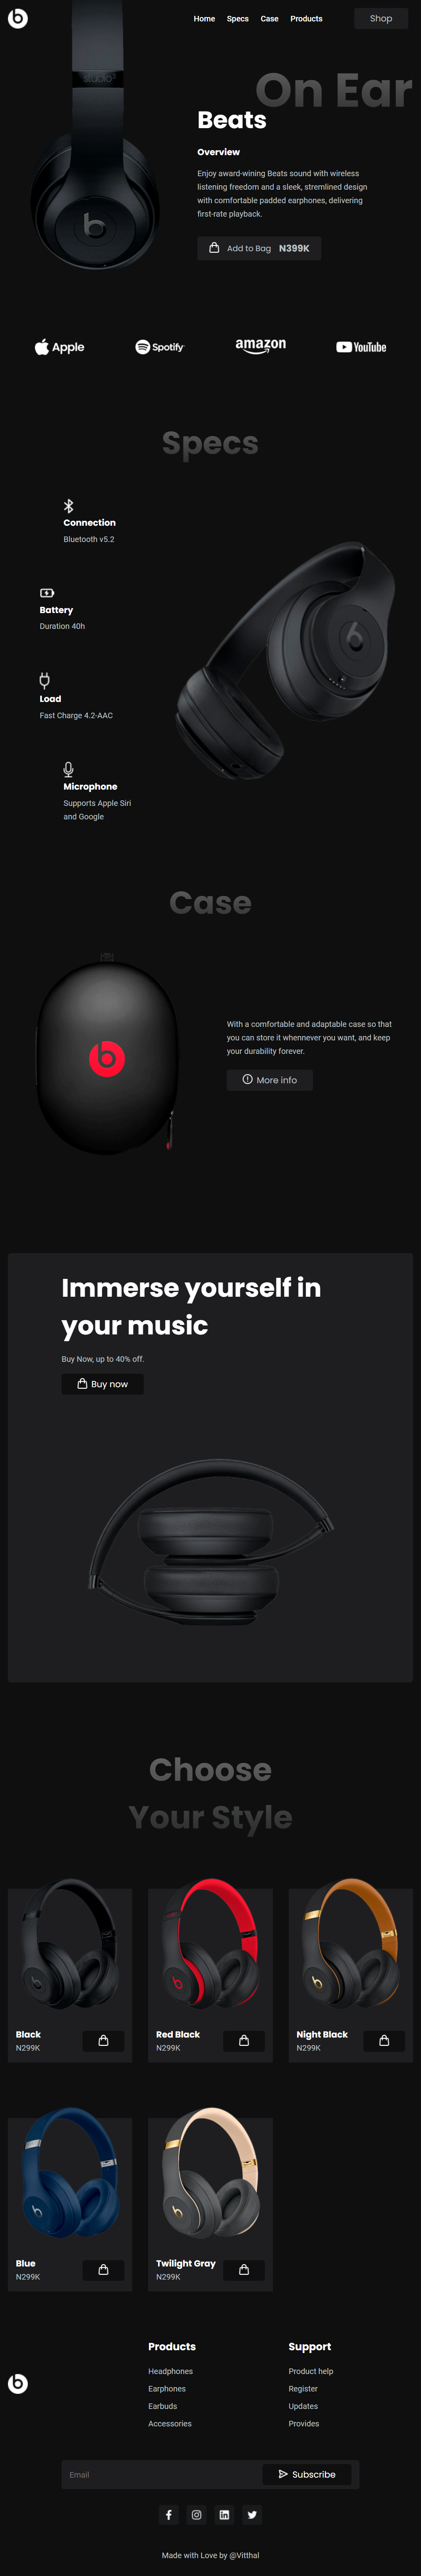 Home Specs Case Products Shop
studio³
On Ear
Beats
Overview
Enjoy award-wining Beats sound with wireless
listening freedom and a sleek, stremlined design
with comfortable padded earphones, delivering
first-rate playback.
Add to Bag N399K
Apple Spotify amazon YouTube
Specs
Connection
Bluetooth v5.2
Battery
Duration 40h
Load
Fast Charge 4.2-AAC
Microphone
Supports Apple Siri
and Google
Case
With a comfortable and adaptable case so that
you can store it whennever you want, and keep
your durability forever.
More info
Immerse yourself in
your music
Buy Now, up to 40% off.
Buy now
Choose
Your Style
Black
N299K
Red Black
N299K
Night Black
N299K
Blue
N299K
Twilight Gray
N299K
Products
Headphones
Earphones
Earbuds
Accessories
Support
Product help
Register
Updates
Provides
Email Subscribe
Made with Love by @Vitthal